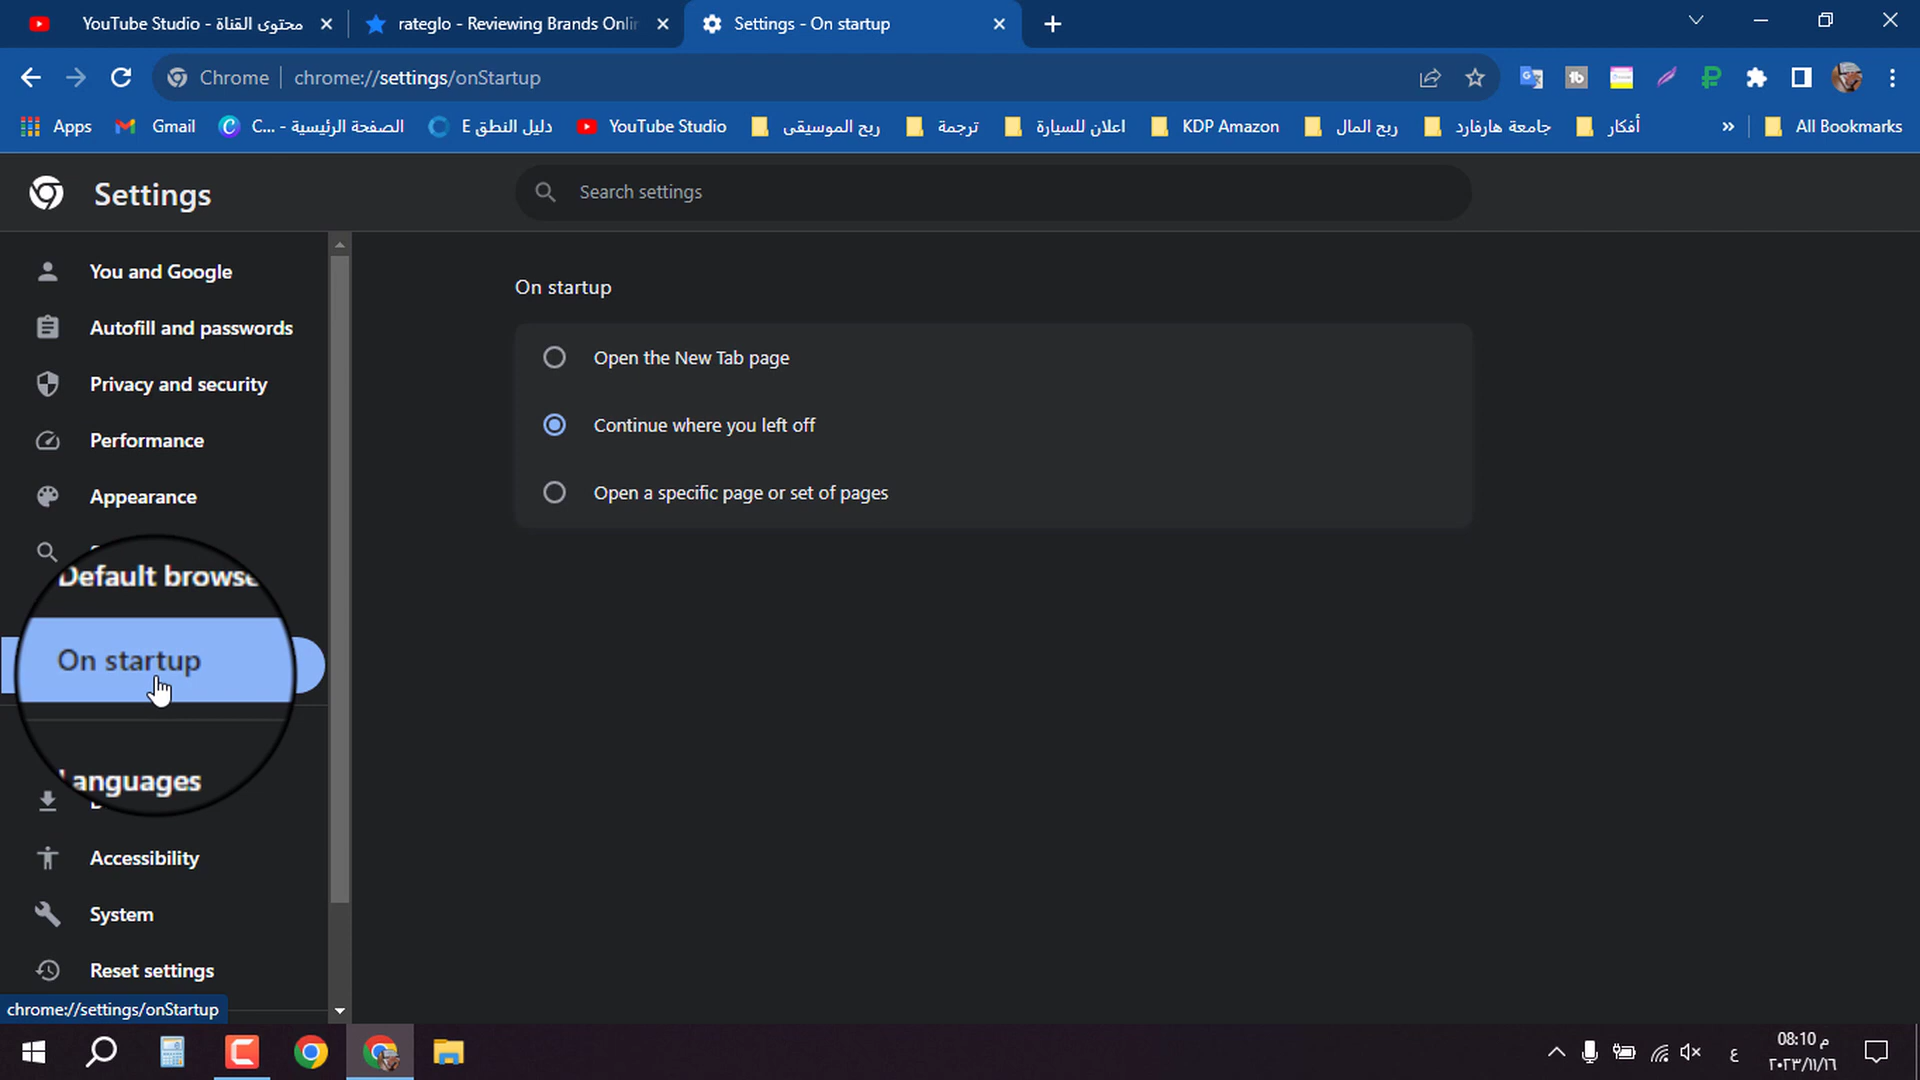 YouTube Studio - محتوى القناة
rateglo - Reviewing Brands Onli
Settings - On startup
Chrome
chrome://settings/onStartup
Apps
Gmail
C... - الصفحة الرئيسية
دليل النطق E
YouTube Studio
ربح الموسيقى
ترجمة
اعلان للسيارة
KDP Amazon
ربح المال
جامعة هارفارد
أفكار
»
All Bookmarks
Settings
Search settings
You and Google
Autofill and passwords
Privacy and security
Performance
Appearance
Default browse
On startup
Languages
Accessibility
System
Reset settings
On startup
Open the New Tab page
Continue where you left off
Open a specific page or set of pages
chrome://settings/onStartup
ع
08:10 م
٢٠٢٣/١١/١٦